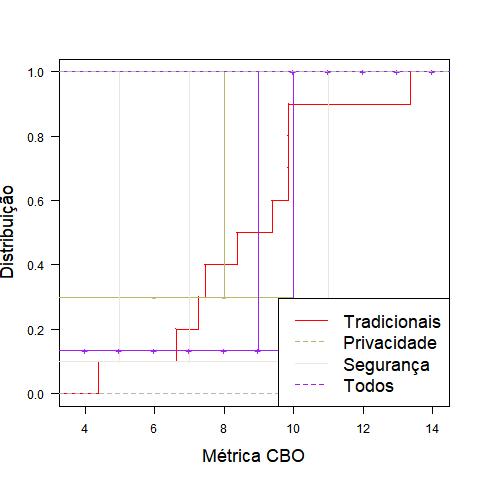 Distribuição
1.0
0.8
0.6
0.4
0.2
0.0
Tradicionais
Privacidade
Segurança
Todos
4 6 8 10 12 14
Métrica CBO